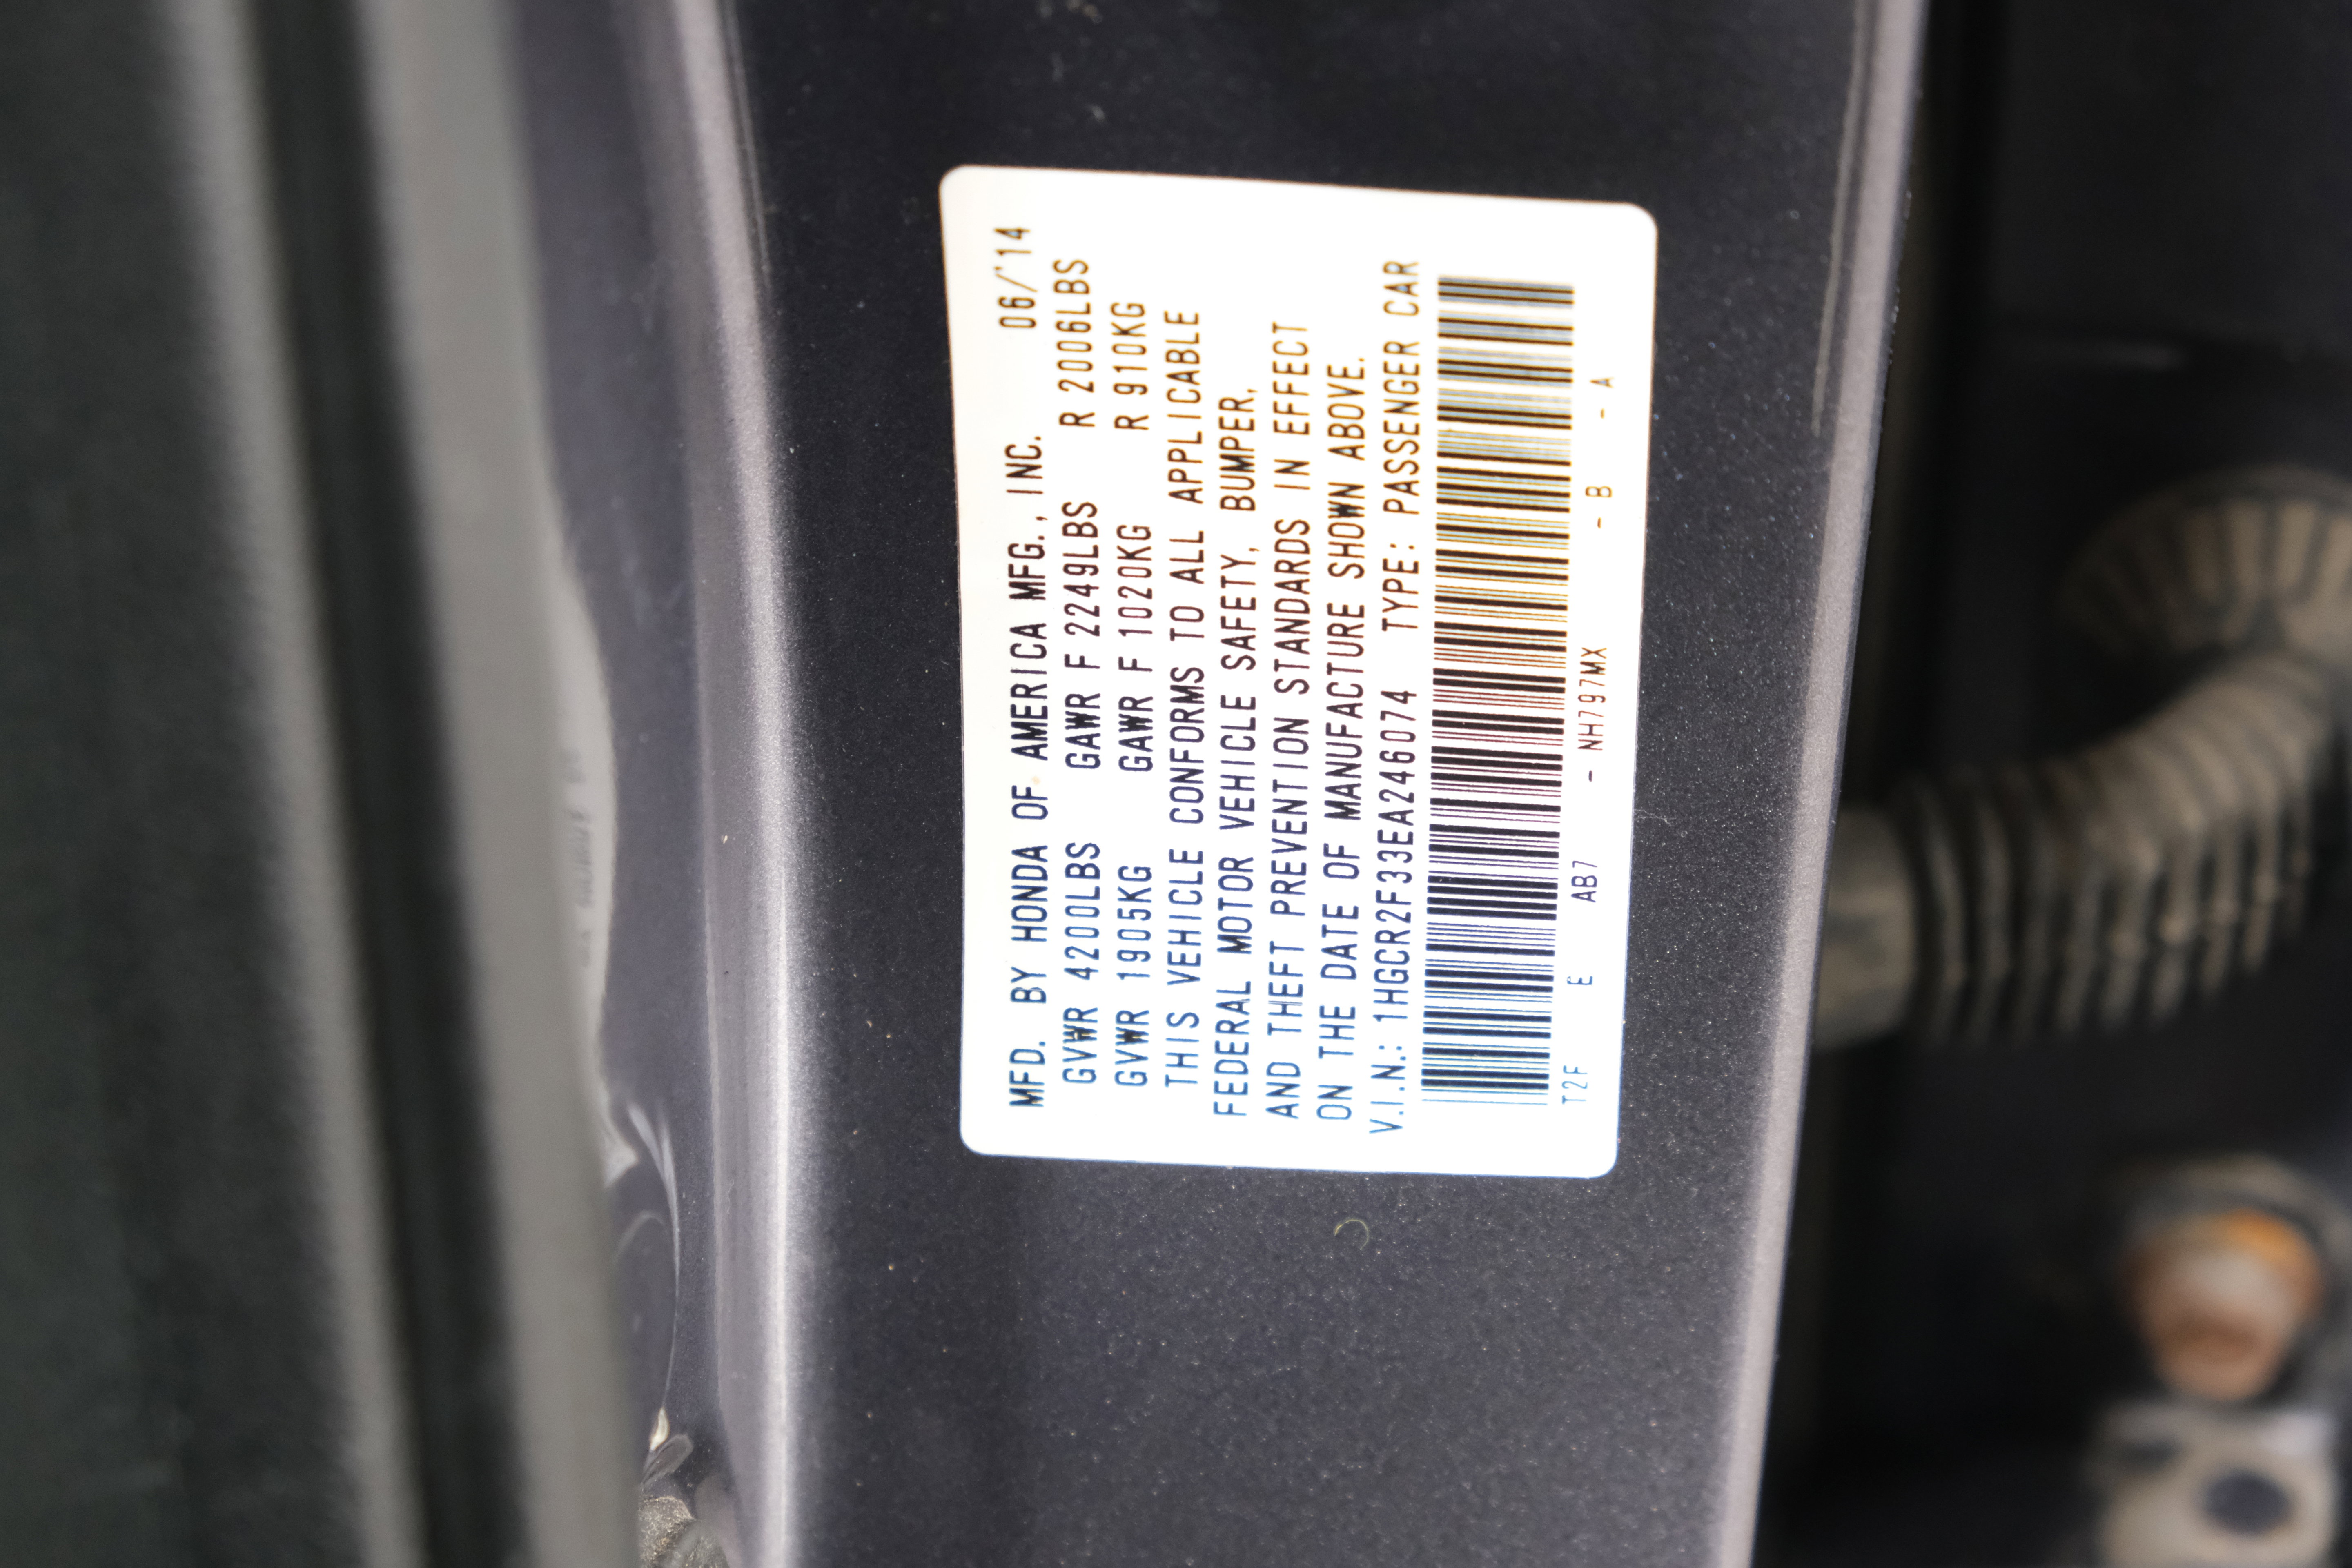 MFD. BY HONDA OF AMERICA MFG., INC. 06/'14
GVWR 4200LBS GAWR F 2249LBS R 2006LBS
GVWR 1905KG GAWR F 1020KG R 910KG
THIS VEHICLE CONFORMS TO ALL APPLICABLE
FEDERAL MOTOR VEHICLE SAFETY, BUMPER,
AND THEFT PREVENTION STANDARDS IN EFFECT
ON THE DATE OF MANUFACTURE SHOWN ABOVE.
V.I.N.: 1HGCR2F33EA246074 TYPE: PASSENGER CAR
T2F E AB7 - NH797MX - B - A